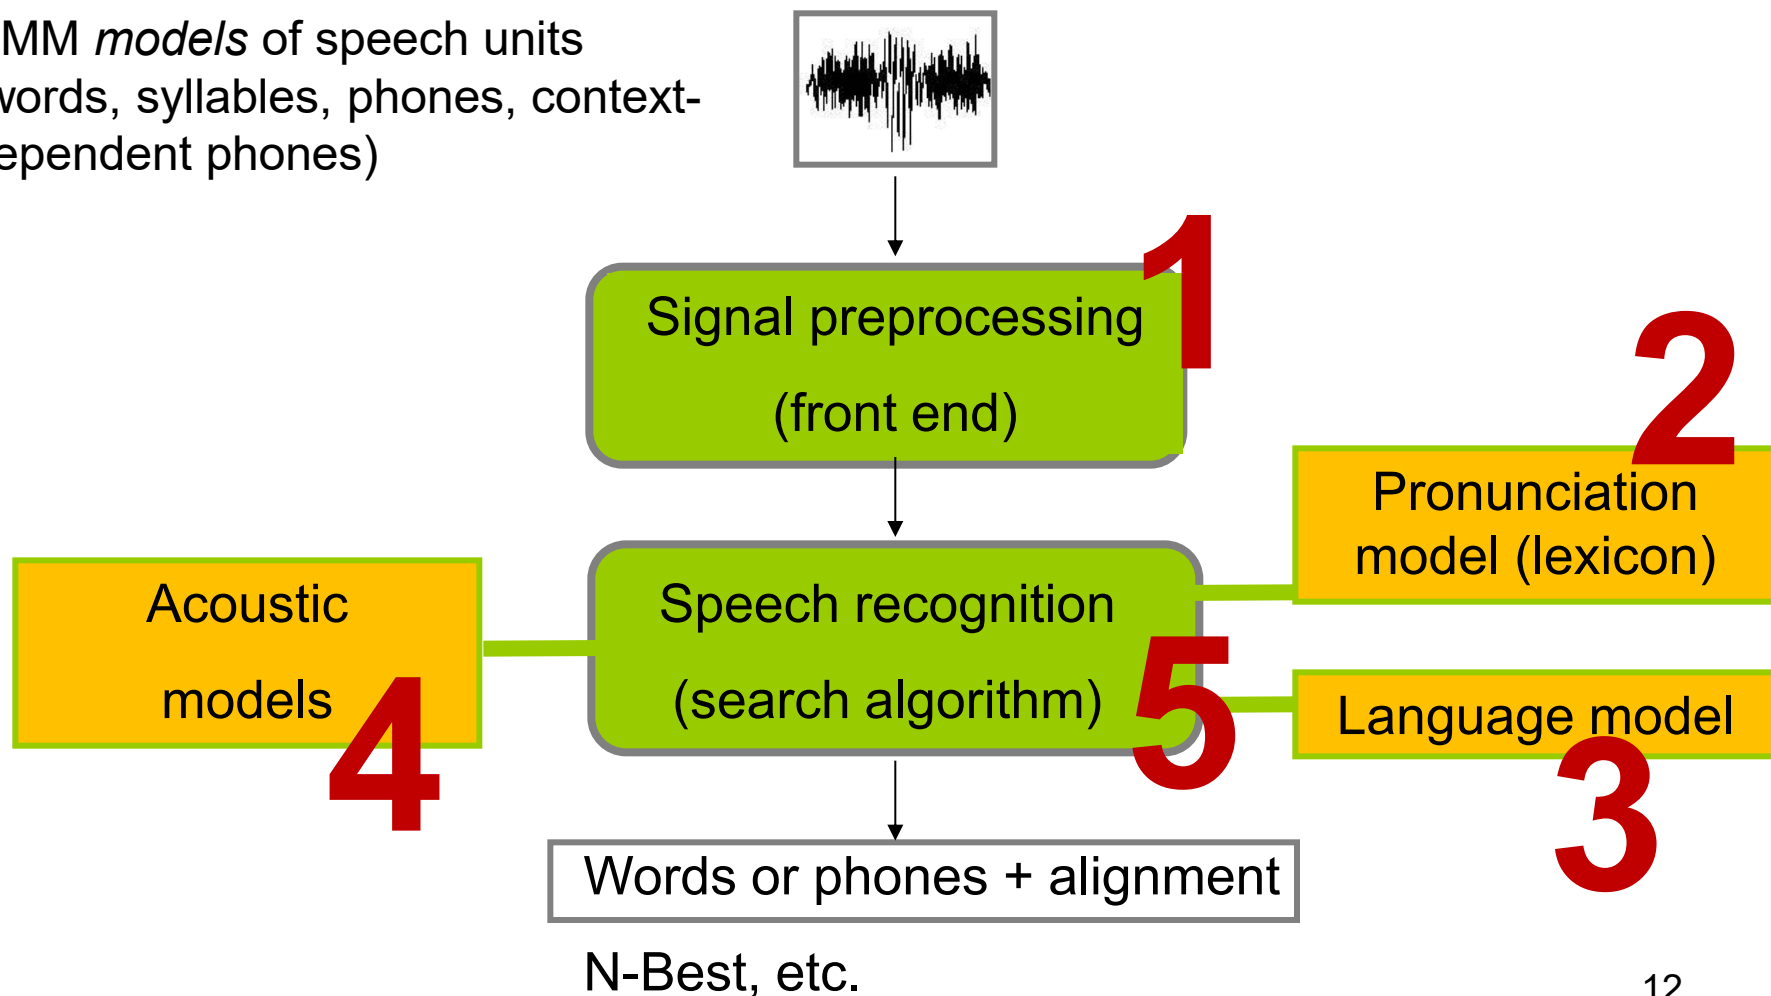 MM models of speech units
words, syllables, phones, context-
ependent phones)
1
Signal preprocessing
(front end)
2
Pronunciation
model (lexicon)
Acoustic
models
4
Speech recognition
(search algorithm)
5
Language model
3
Words or phones + alignment
N-Best, etc.
12